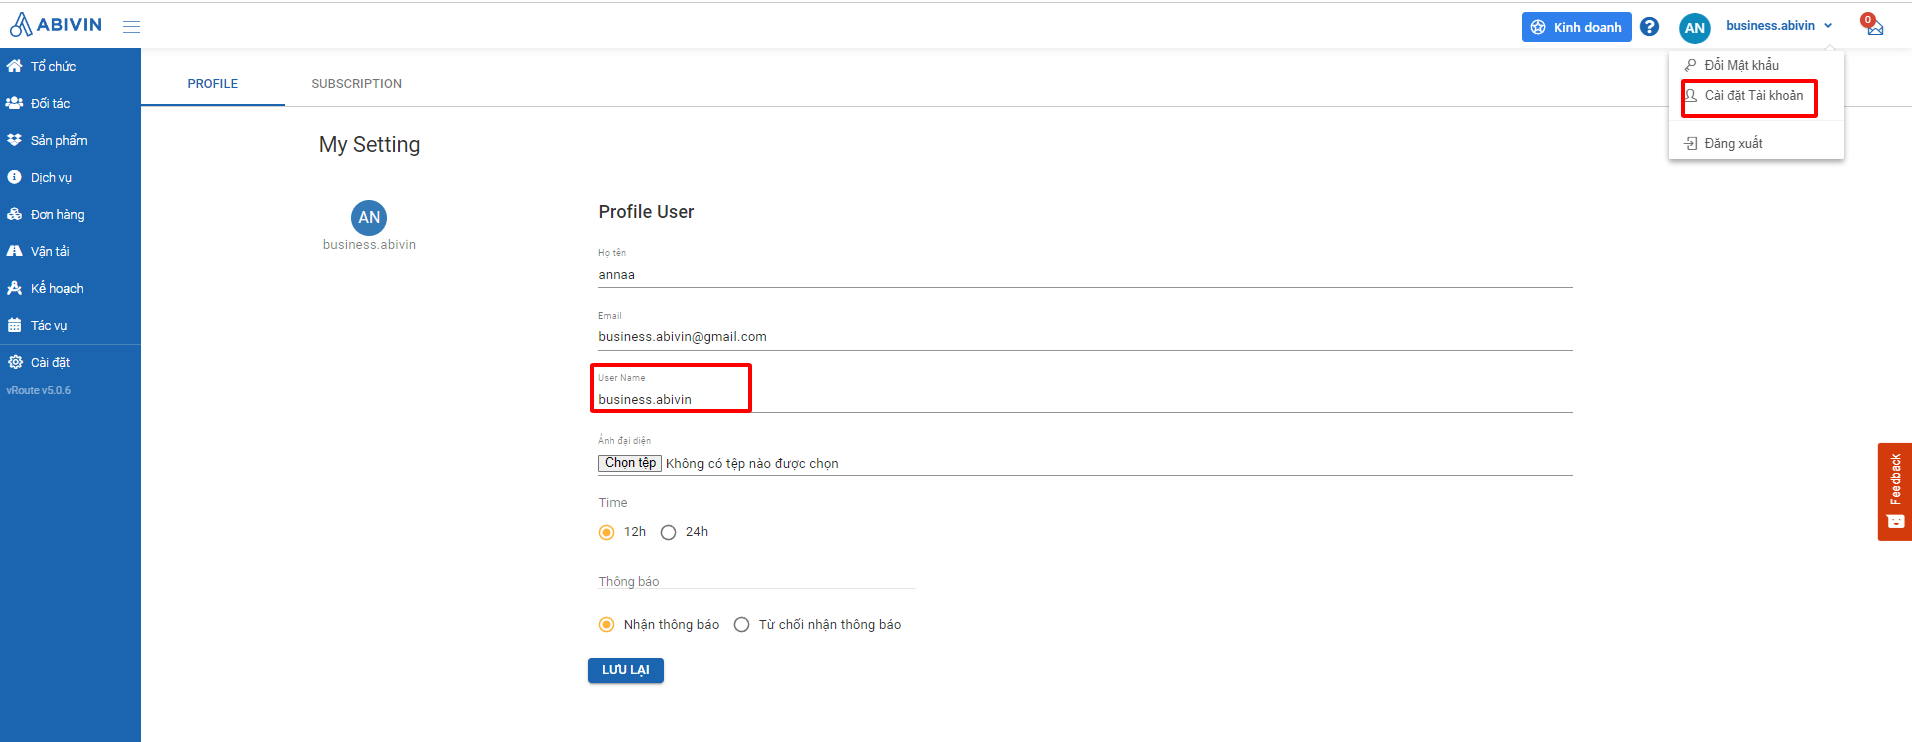 ABIVIN
Kinh doanh
?
AN
business.abivin
0
Đổi Mật khẩu
Cài đặt Tài khoản
Đăng xuất
Tổ chức
Đối tác
Sản phẩm
Dịch vụ
Đơn hàng
Vận tải
Kế hoạch
Tác vụ
Cài đặt
vRoute v5.0.6
PROFILE SUBSCRIPTION
My Setting
AN
business.abivin
Profile User
Họ tên
annaa
Email
business.abivin@gmail.com
User Name
business.abivin
Ảnh đại diện
Chọn tệp Không có tệp nào được chọn
Time
12h 24h
Thông báo
Nhận thông báo Từ chối nhận thông báo
LƯU LẠI
Feedback